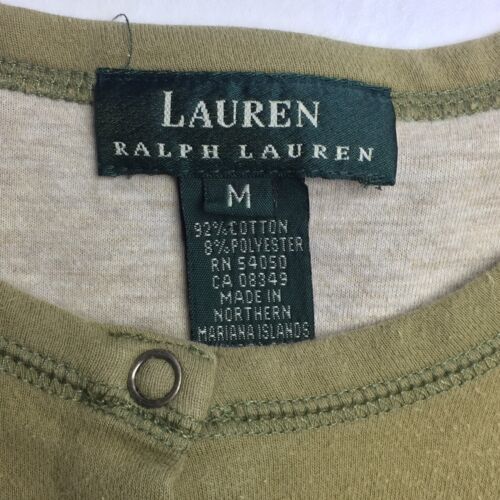 LAUREN
RALPH LAUREN
M
92% COTTON
8% POLYESTER
RN 54050
CA 08349
MADE IN
NORTHERN
MARIANA ISLANDS